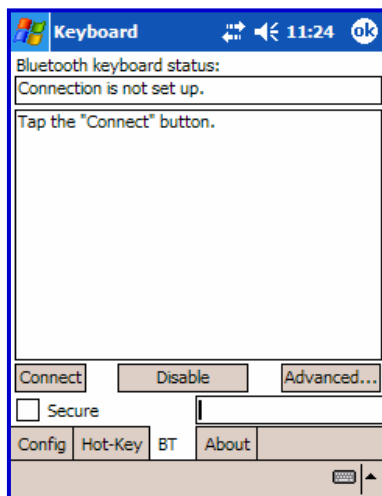 Keyboard 11:24 ok
Bluetooth keyboard status:
Connection is not set up.
Tap the "Connect" button.
Connect Disable Advanced...
Secure
Config Hot-Key BT About